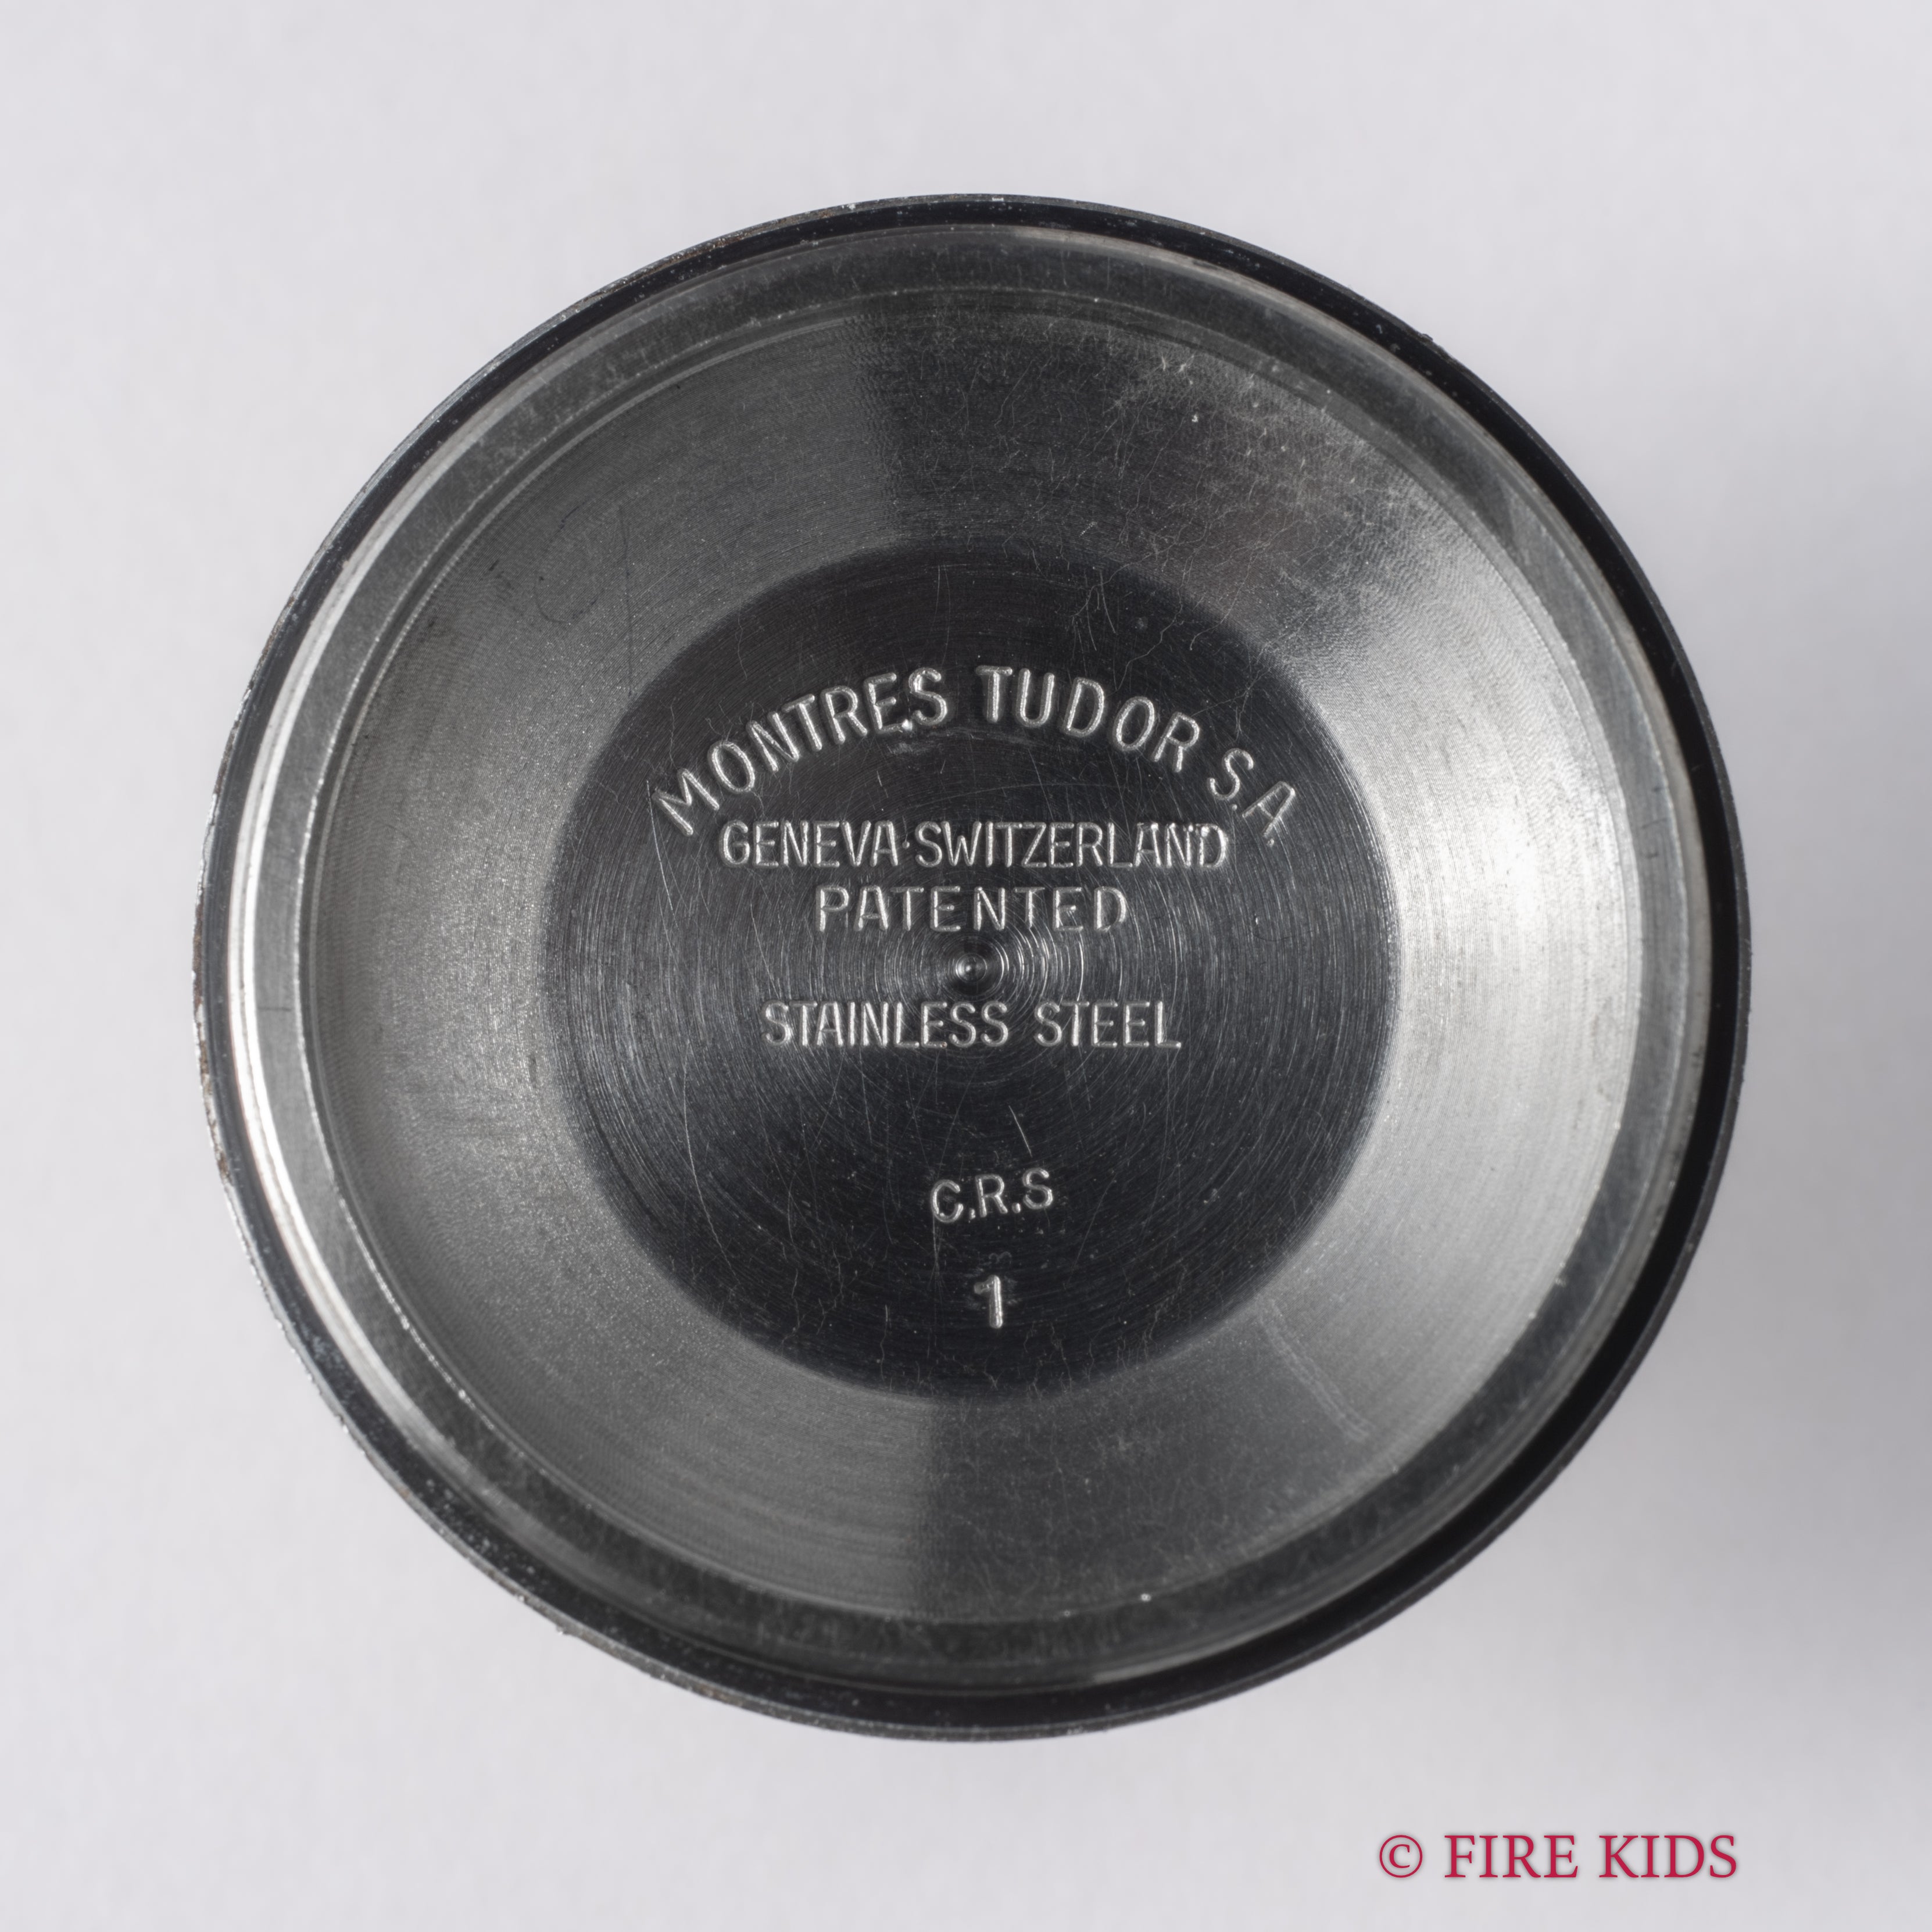 MONTRES TUDOR S.A.
GENEVA·SWITZERLAND
PATENTED
STAINLESS STEEL
C.R.S
1
© FIRE KIDS